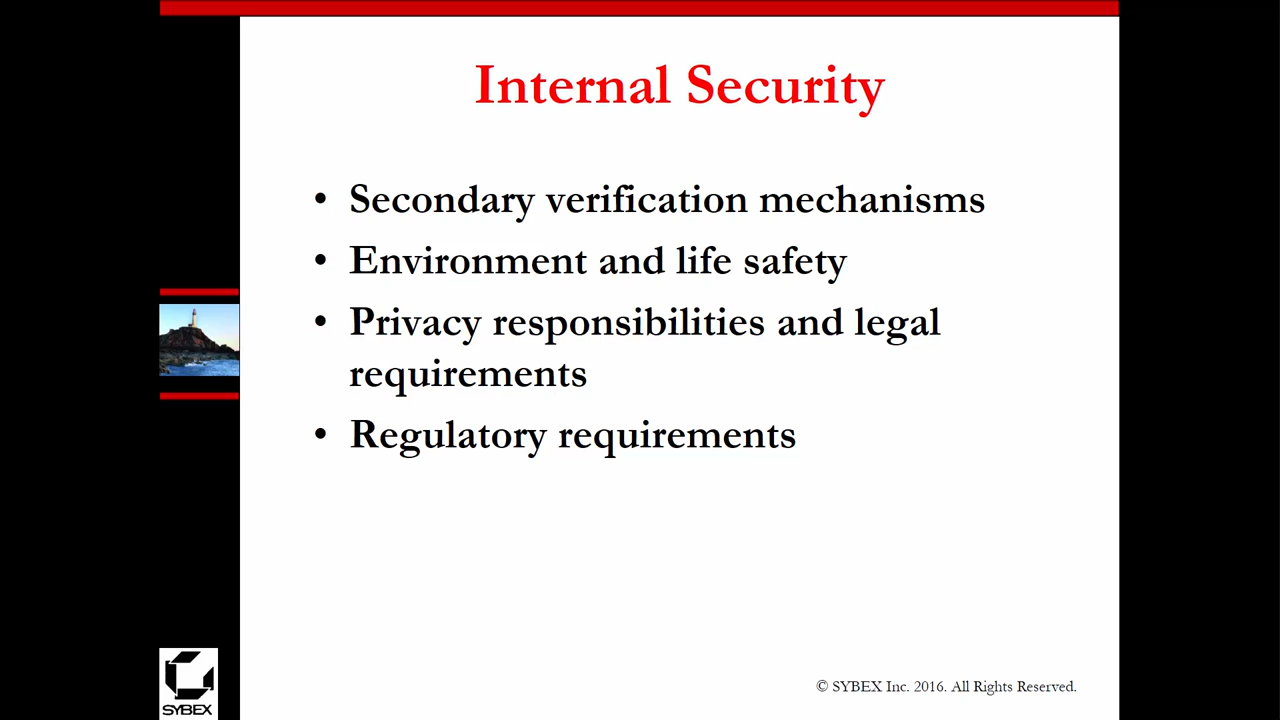 Internal Security
• Secondary verification mechanisms
• Environment and life safety
• Privacy responsibilities and legal
requirements
• Regulatory requirements
© SYBEX Inc. 2016. All Rights Reserved.
SYBEX